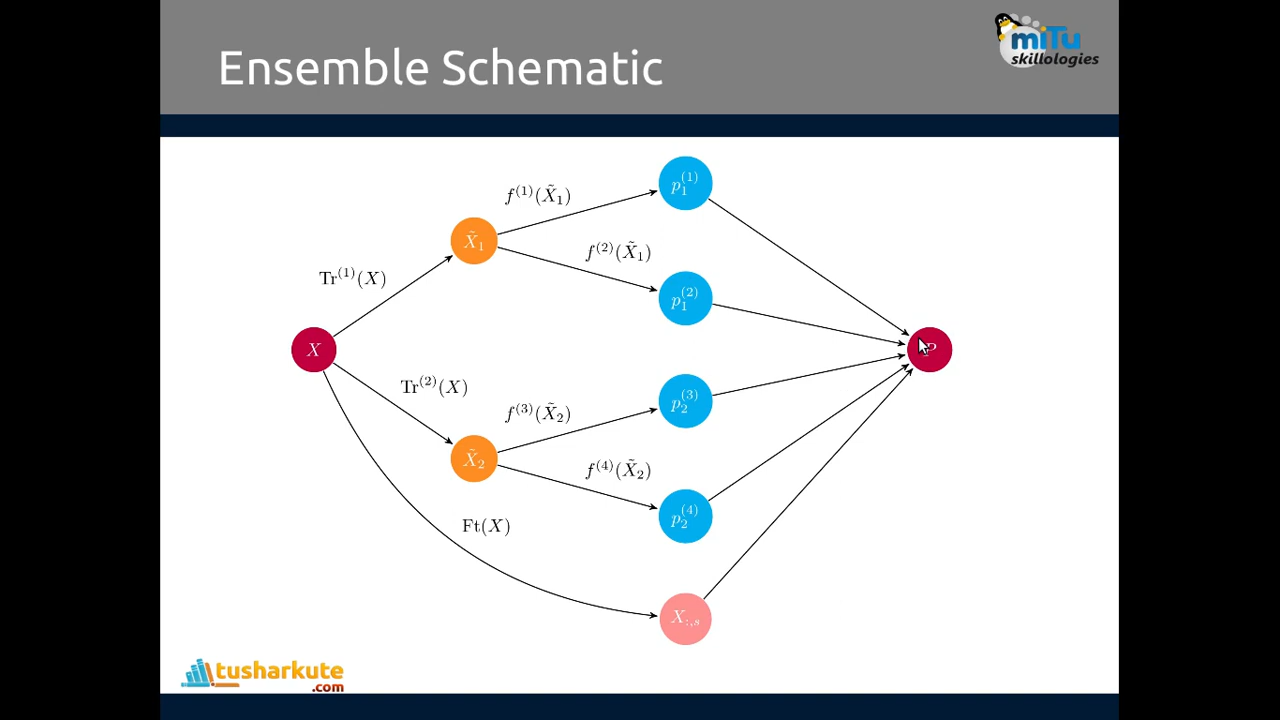 Ensemble Schematic
miTu
skillologies
f^{(1)}(X̃_1)
p_1^{(1)}
X̃_1
f^{(2)}(X̃_1)
Tr^{(1)}(X)
p_1^{(2)}
X
P
Tr^{(2)}(X)
f^{(3)}(X̃_2)
p_2^{(3)}
X̃_2
f^{(4)}(X̃_2)
p_2^{(4)}
Ft(X)
X_{:,s}
tusharkute
.com